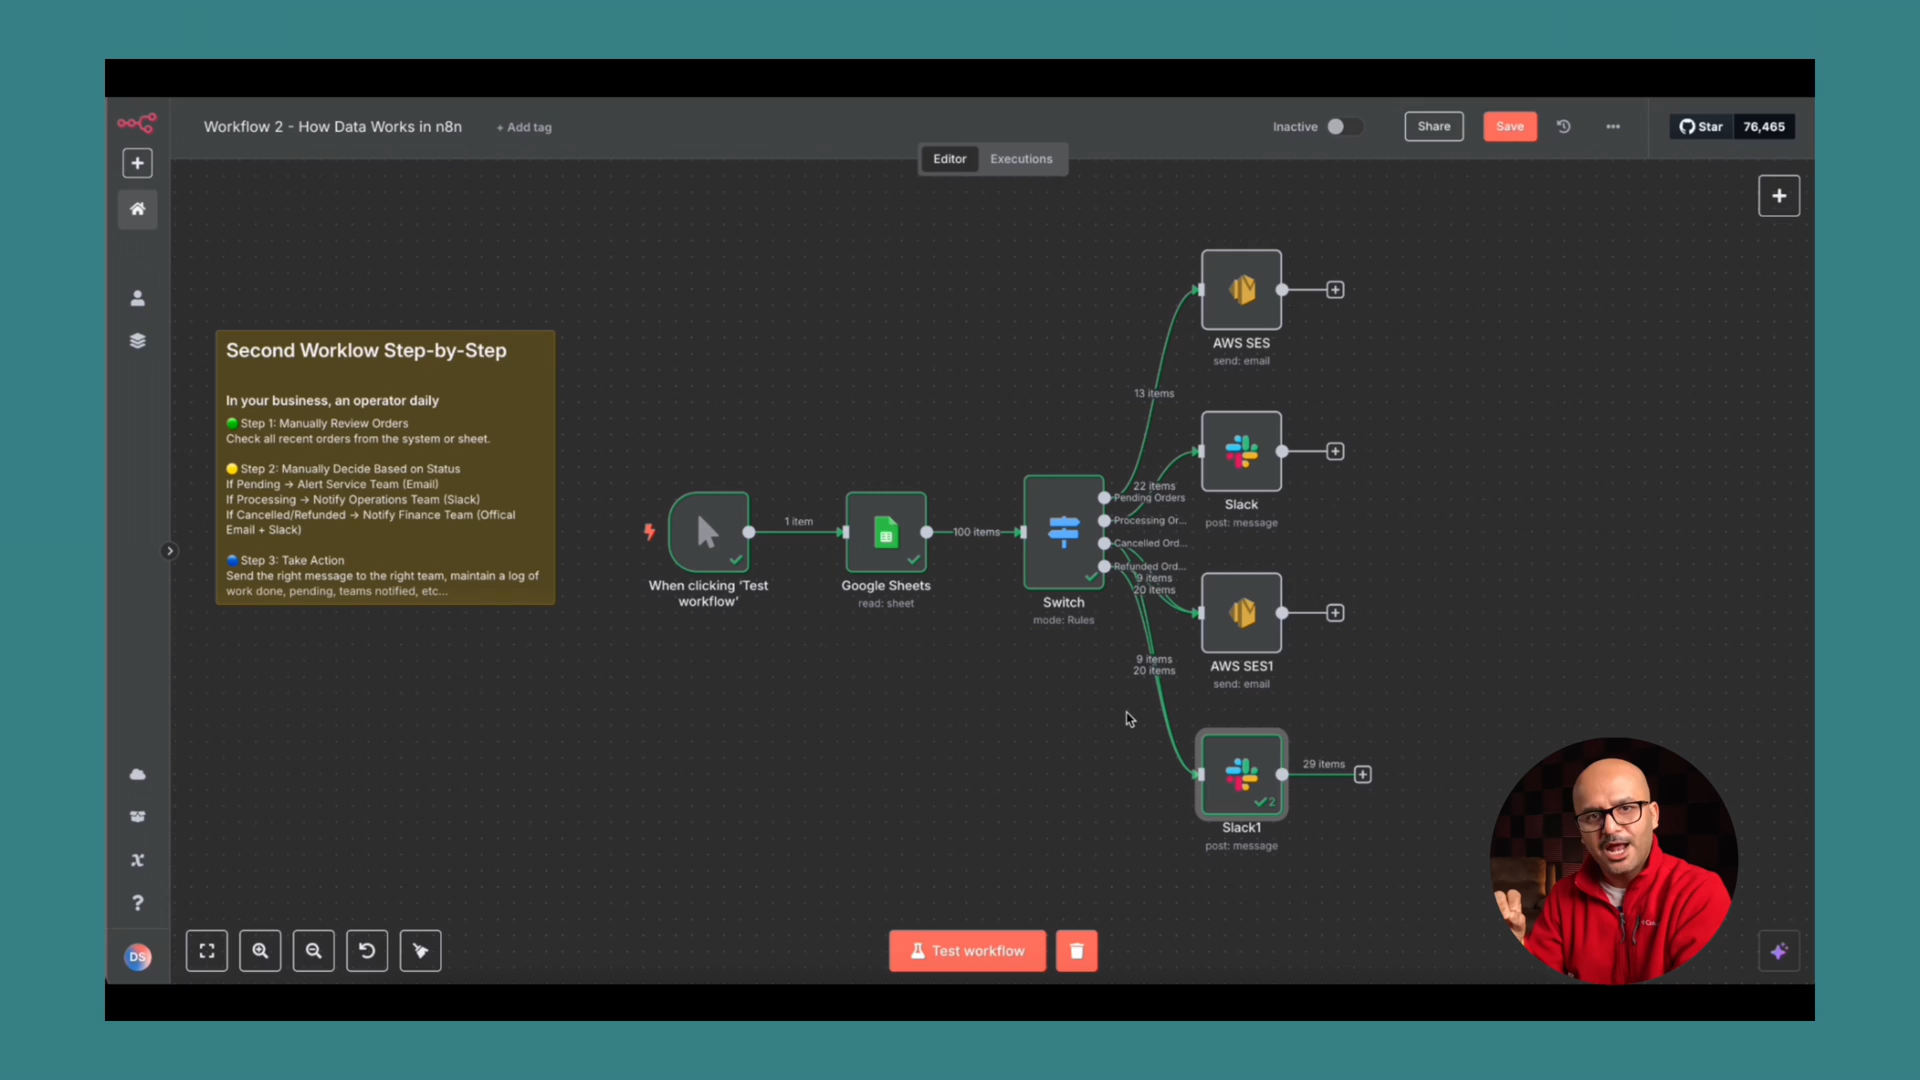 Workflow 2 - How Data Works in n8n
+ Add tag
Inactive
Share
Save
Star
76,465
Editor
Executions
Second Worklow Step-by-Step
In your business, an operator daily
Step 1: Manually Review Orders
Check all recent orders from the system or sheet.
Step 2: Manually Decide Based on Status
If Pending → Alert Service Team (Email)
If Processing → Notify Operations Team (Slack)
If Cancelled/Refunded → Notify Finance Team (Offical
Email + Slack)
Step 3: Take Action
Send the right message to the right team, maintain a log of
work done, pending, teams notified, etc...
When clicking ‘Test
workflow’
1 item
Google Sheets
read: sheet
100 items
Switch
mode: Rules
13 items
22 items
Pending Orders
Processing Or...
Cancelled Ord...
Refunded Ord...
9 items
20 items
9 items
20 items
AWS SES
send: email
Slack
post: message
AWS SES1
send: email
29 items
2
Slack1
post: message
Test workflow
DS